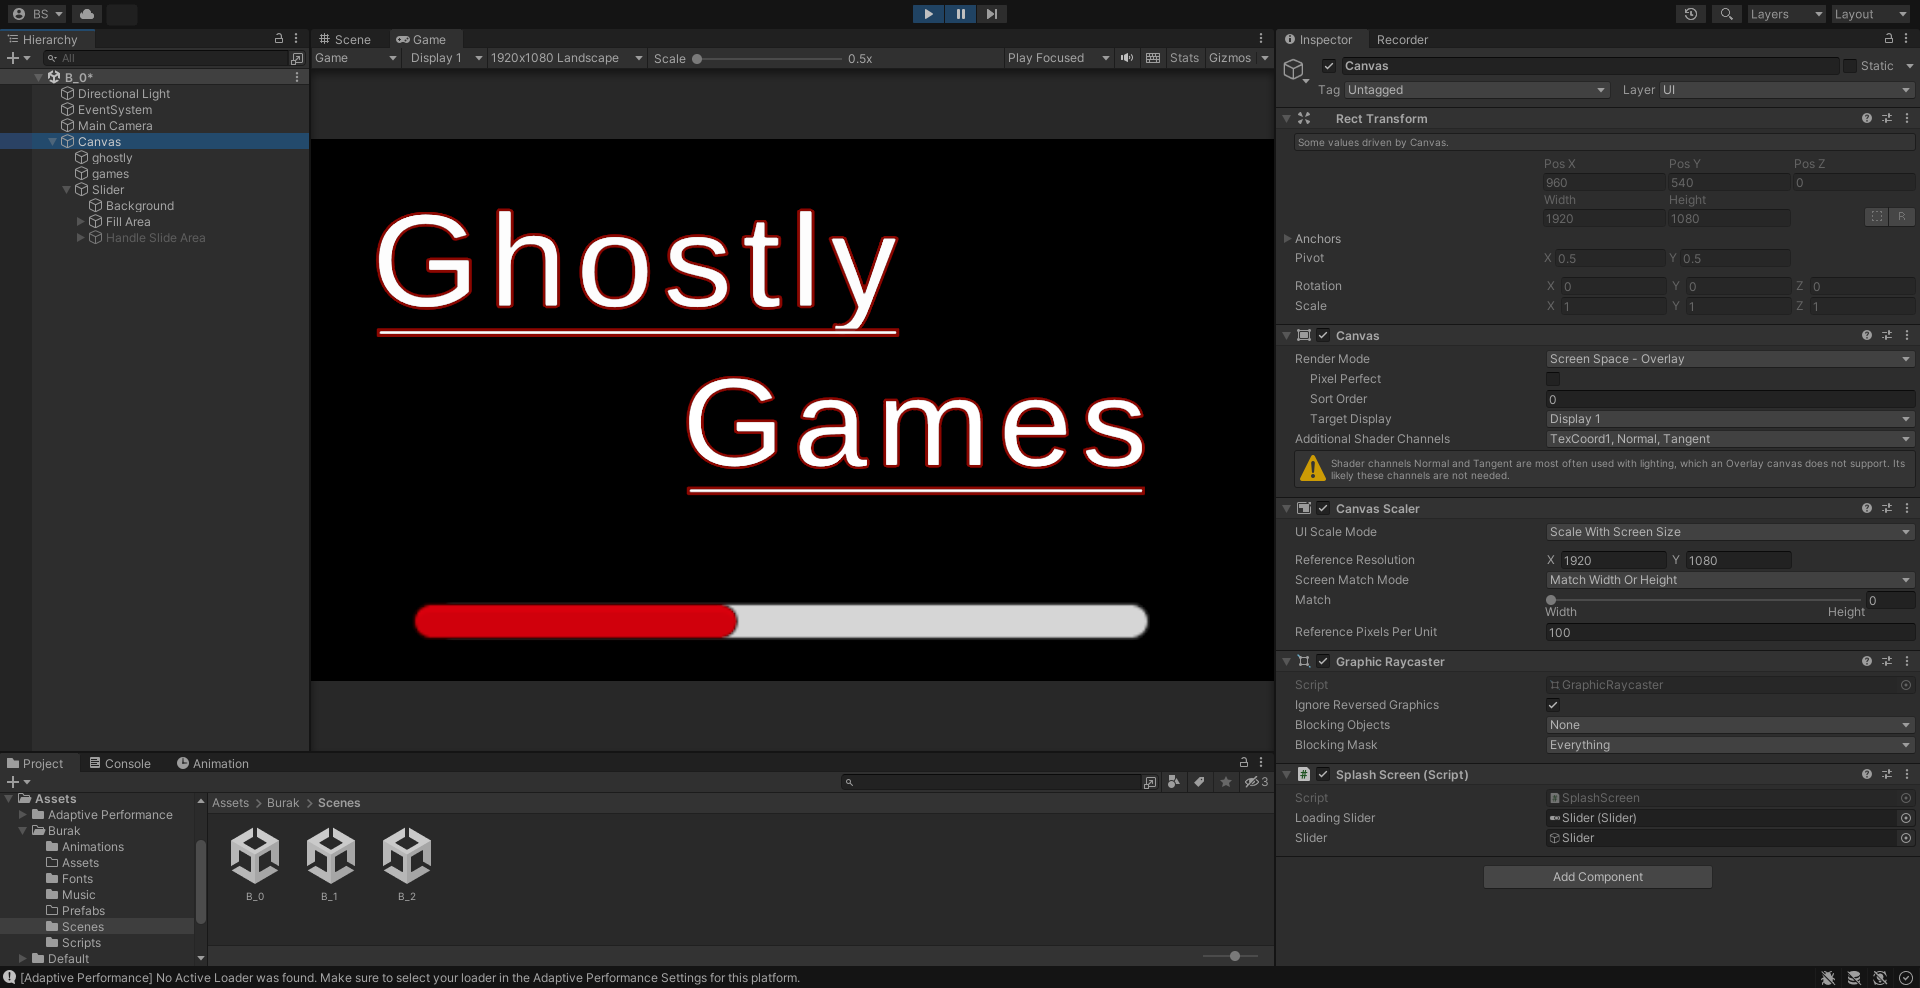 BS
Layers
Layout
Hierarchy
All
B_0*
Directional Light
EventSystem
Main Camera
Canvas
ghostly
games
Slider
Background
Fill Area
Handle Slide Area
Scene
Game
Game
Display 1
1920x1080 Landscape
Scale
0.5x
Play Focused
Stats
Gizmos
Ghostly
Games
Inspector
Recorder
Canvas
Static
Tag Untagged
Layer UI
Rect Transform
Some values driven by Canvas.
Pos X Pos Y Pos Z
960 540 0
Width Height
1920 1080
R
Anchors
Pivot X 0.5 Y 0.5
Rotation X 0 Y 0 Z 0
Scale X 1 Y 1 Z 1
Canvas
Render Mode Screen Space - Overlay
Pixel Perfect
Sort Order 0
Target Display Display 1
Additional Shader Channels TexCoord1, Normal, Tangent
Shader channels Normal and Tangent are most often used with lighting, which an Overlay canvas does not support. Its
likely these channels are not needed.
Canvas Scaler
UI Scale Mode Scale With Screen Size
Reference Resolution X 1920 Y 1080
Screen Match Mode Match Width Or Height
Match 0
Width Height
Reference Pixels Per Unit 100
Graphic Raycaster
Script GraphicRaycaster
Ignore Reversed Graphics
Blocking Objects None
Blocking Mask Everything
# Splash Screen (Script)
Script SplashScreen
Loading Slider Slider (Slider)
Slider Slider
Add Component
Project
Console
Animation
3
Assets
Adaptive Performance
Burak
Animations
Assets
Fonts
Music
Prefabs
Scenes
Scripts
Default
Assets > Burak > Scenes
B_0
B_1
B_2
[Adaptive Performance] No Active Loader was found. Make sure to select your loader in the Adaptive Performance Settings for this platform.